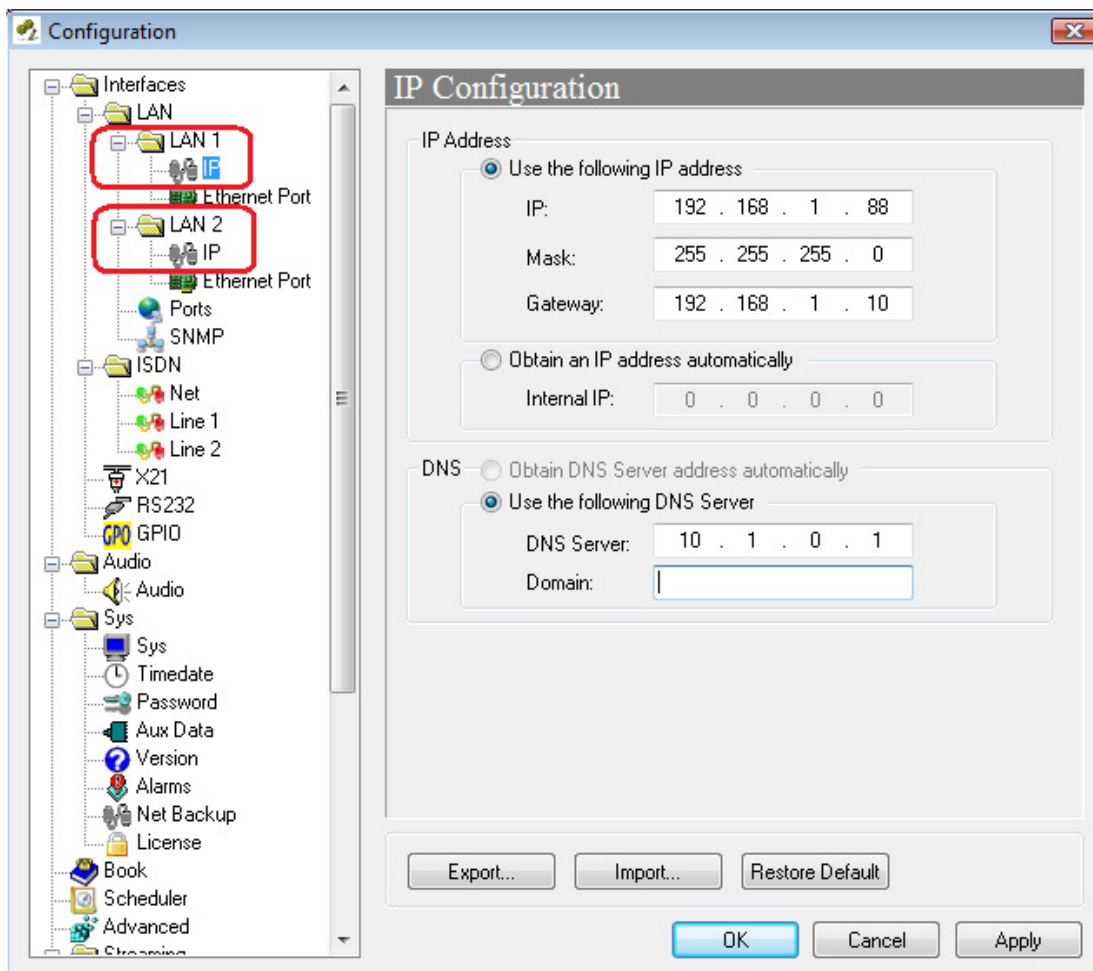 Configuration
Interfaces
LAN
LAN 1
IP
Ethernet Port
LAN 2
IP
Ethernet Port
Ports
SNMP
ISDN
Net
Line 1
Line 2
X21
RS232
GPO GPIO
Audio
Audio
Sys
Sys
Timedate
Password
Aux Data
Version
Alarms
Net Backup
License
Book
Scheduler
Advanced
Streaming
IP Configuration
IP Address
Use the following IP address
IP: 192 . 168 . 1 . 88
Mask: 255 . 255 . 255 . 0
Gateway: 192 . 168 . 1 . 10
Obtain an IP address automatically
Internal IP: 0 . 0 . 0 . 0
DNS Obtain DNS Server address automatically
Use the following DNS Server
DNS Server: 10 . 1 . 0 . 1
Domain:
Export... Import... Restore Default
OK Cancel Apply